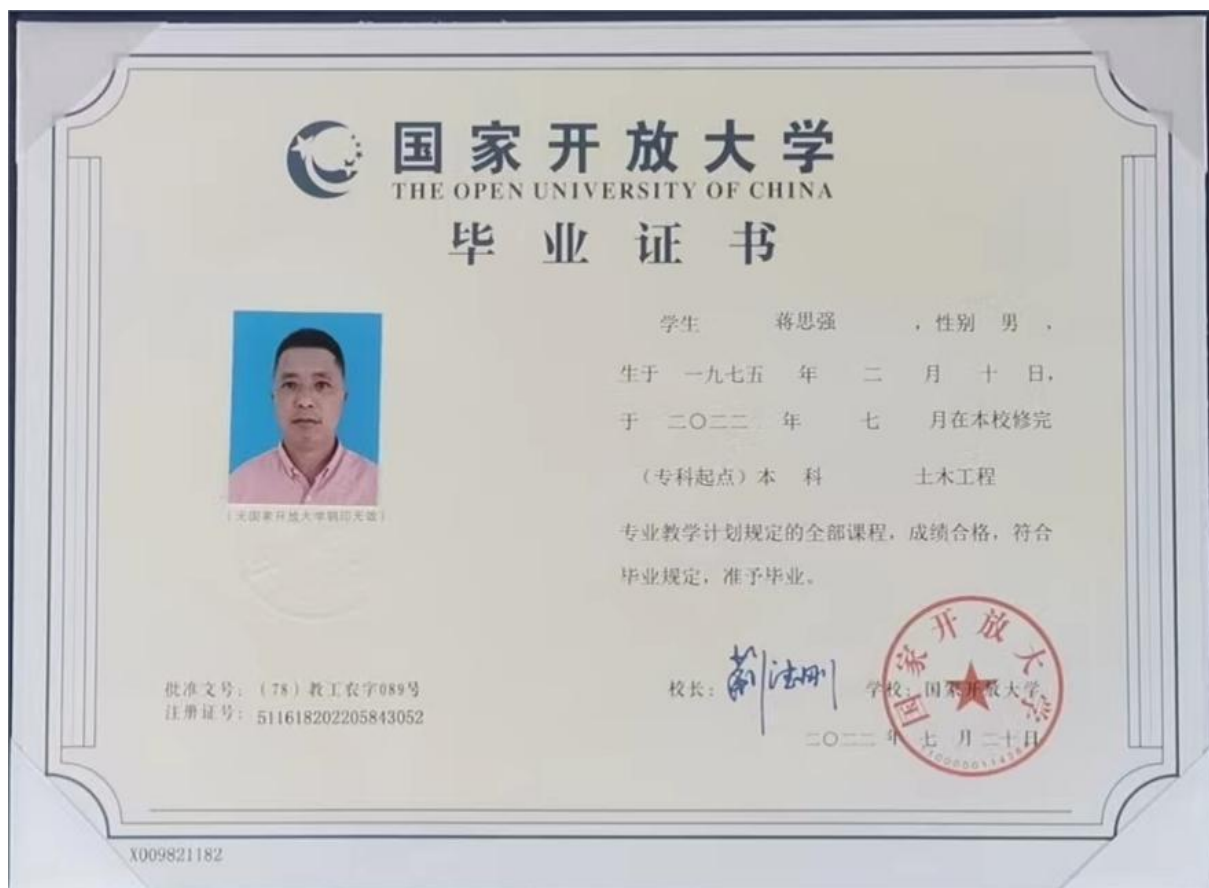 国家开放大学
THE OPEN UNIVERSITY OF CHINA
毕业证书
学生 蒋思强 ,性别 男 ,
生于 一九七五 年 二 月 十 日,
于 二〇二二 年 七 月在本校修完
(专科起点)本 科 土木工程
专业教学计划规定的全部课程,成绩合格,符合
毕业规定,准予毕业。
(无国家开放大学钢印无效)
批准文号:(78)教工农字089号
注册证号:511618202205843052
校长:荆德刚 学校:国家开放大学
二〇二二 年 七 月 二十日
国家开放大学
X009821182